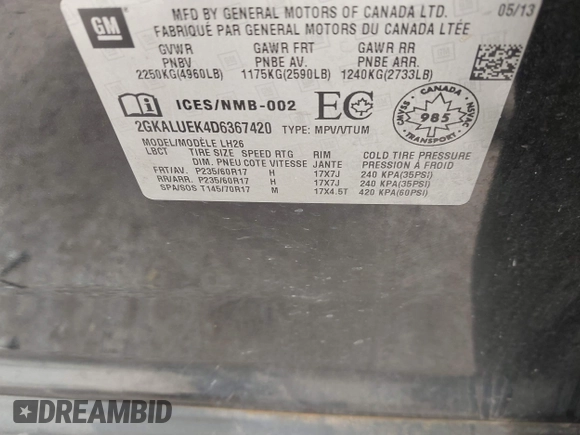 GM
MFD BY GENERAL MOTORS OF CANADA LTD.
05/13
FABRIQUÉ PAR GENERAL MOTORS DU CANADA LTÉE
GVWR GAWR FRT GAWR RR
PNBV PNBE AV. PNBE ARR.
2250KG(4960LB) 1175KG(2590LB) 1240KG(2733LB)
i ICES/NMB-002 EC
CANADA
985
CMVSS NSVAC
2GKALUEK4D6367420 TYPE: MPV/VTUM
MODEL/MODÈLE LH26
LBCT TIRE SIZE SPEED RTG RIM COLD TIRE PRESSURE
DIM. PNEU COTE VITESSE JANTE PRESSION À FROID
FRT/AV. P235/60R17 H 17X7J 240 KPA(35PSI)
RR/ARR. P235/60R17 H 17X7J 240 KPA(35PSI)
SPA/SOS T145/70R17 M 17X4.5T 420 KPA(60PSI)
DREAMBID